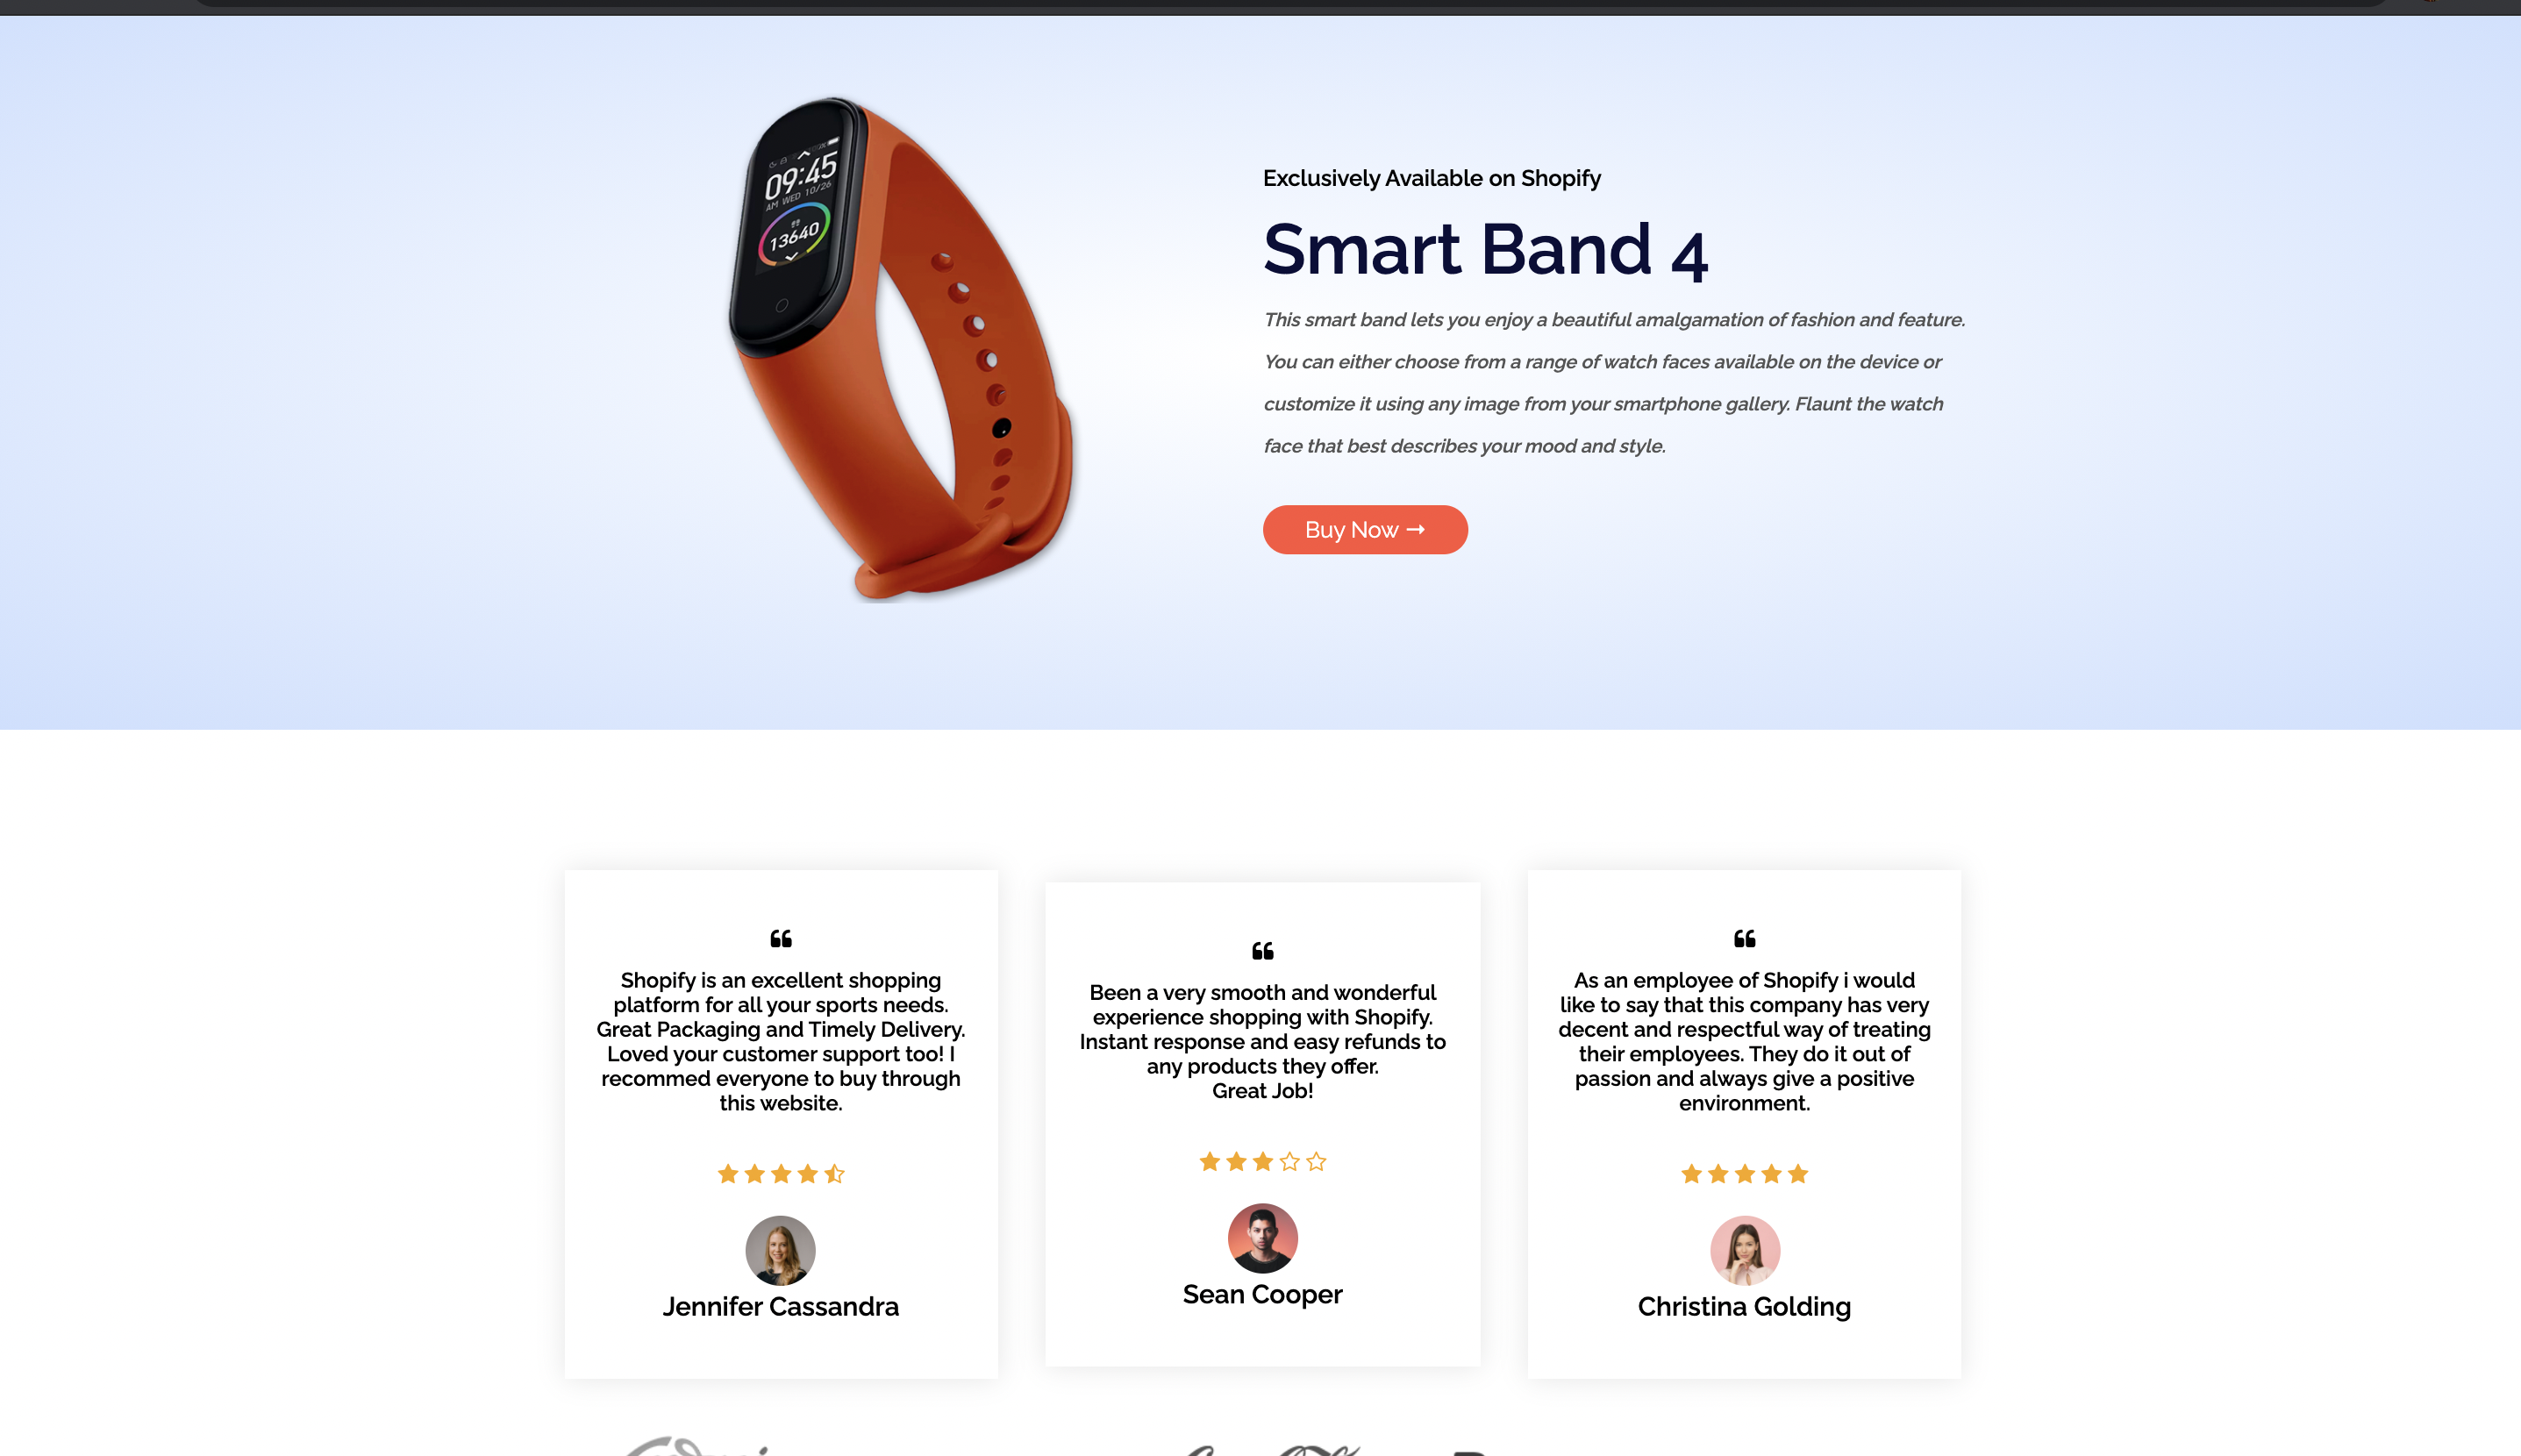 09:45
AM WED 10/26
13640
Exclusively Available on Shopify
Smart Band 4
This smart band lets you enjoy a beautiful amalgamation of fashion and feature.
You can either choose from a range of watch faces available on the device or
customize it using any image from your smartphone gallery. Flaunt the watch
face that best describes your mood and style.
Buy Now →
Shopify is an excellent shopping
platform for all your sports needs.
Great Packaging and Timely Delivery.
Loved your customer support too! I
recommed everyone to buy through
this website.
Jennifer Cassandra
Been a very smooth and wonderful
experience shopping with Shopify.
Instant response and easy refunds to
any products they offer.
Great Job!
Sean Cooper
As an employee of Shopify i would
like to say that this company has very
decent and respectful way of treating
their employees. They do it out of
passion and always give a positive
environment.
Christina Golding